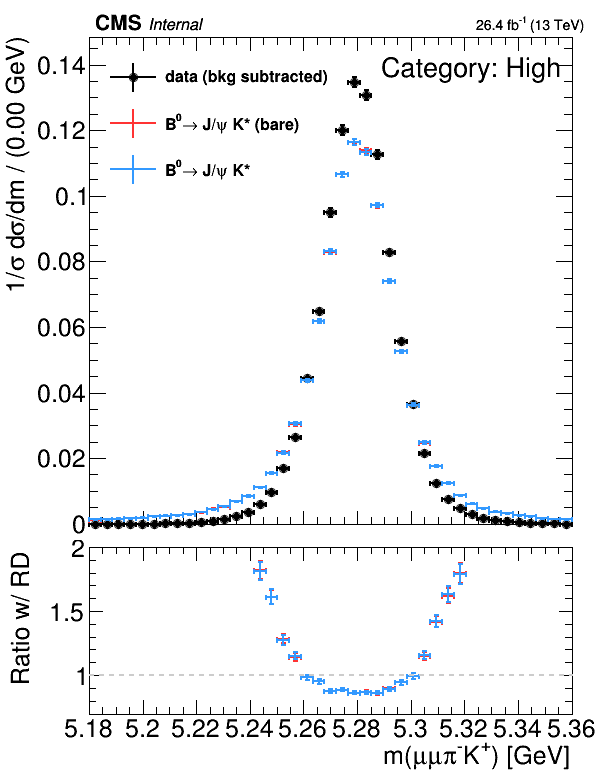 CMS Internal 26.4 fb⁻¹ (13 TeV)
Category: High
data (bkg subtracted)
B⁰→ J/ψ K* (bare)
B⁰→ J/ψ K*
1/σ dσ/dm / (0.00 GeV)
0.14
0.12
0.1
0.08
0.06
0.04
0.02
0
Ratio w/ RD
2
1.5
1
5.18 5.2 5.22 5.24 5.26 5.28 5.3 5.32 5.34 5.36
m(μμπ⁻K⁺) [GeV]